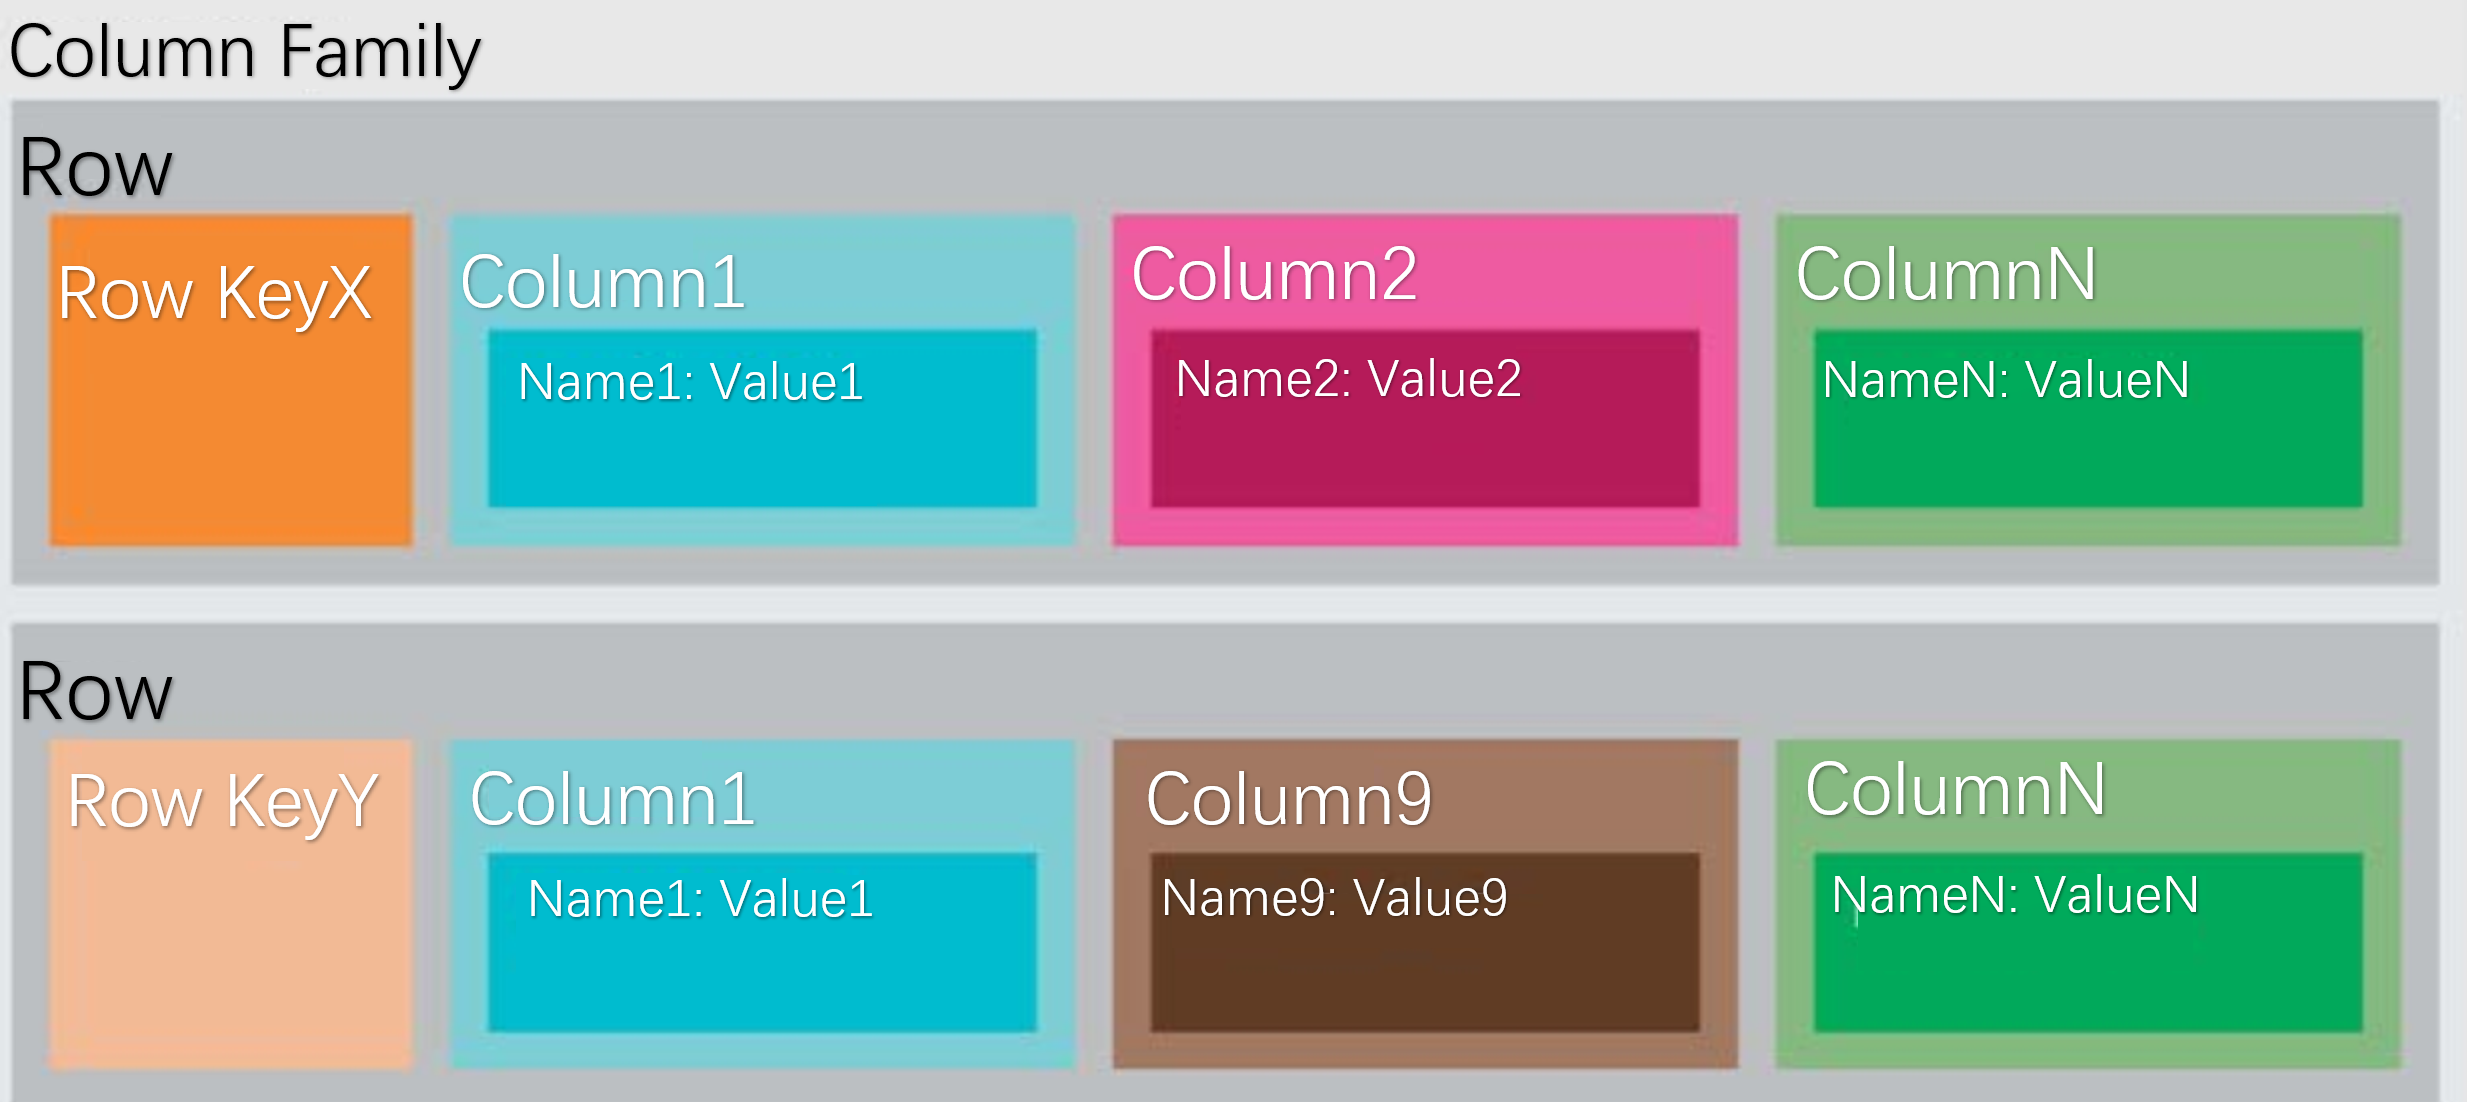 Column Family
Row
Row KeyX
Column1
Name1: Value1
Column2
Name2: Value2
ColumnN
NameN: ValueN
Row
Row KeyY
Column1
Name1: Value1
Column9
Name9: Value9
ColumnN
NameN: ValueN